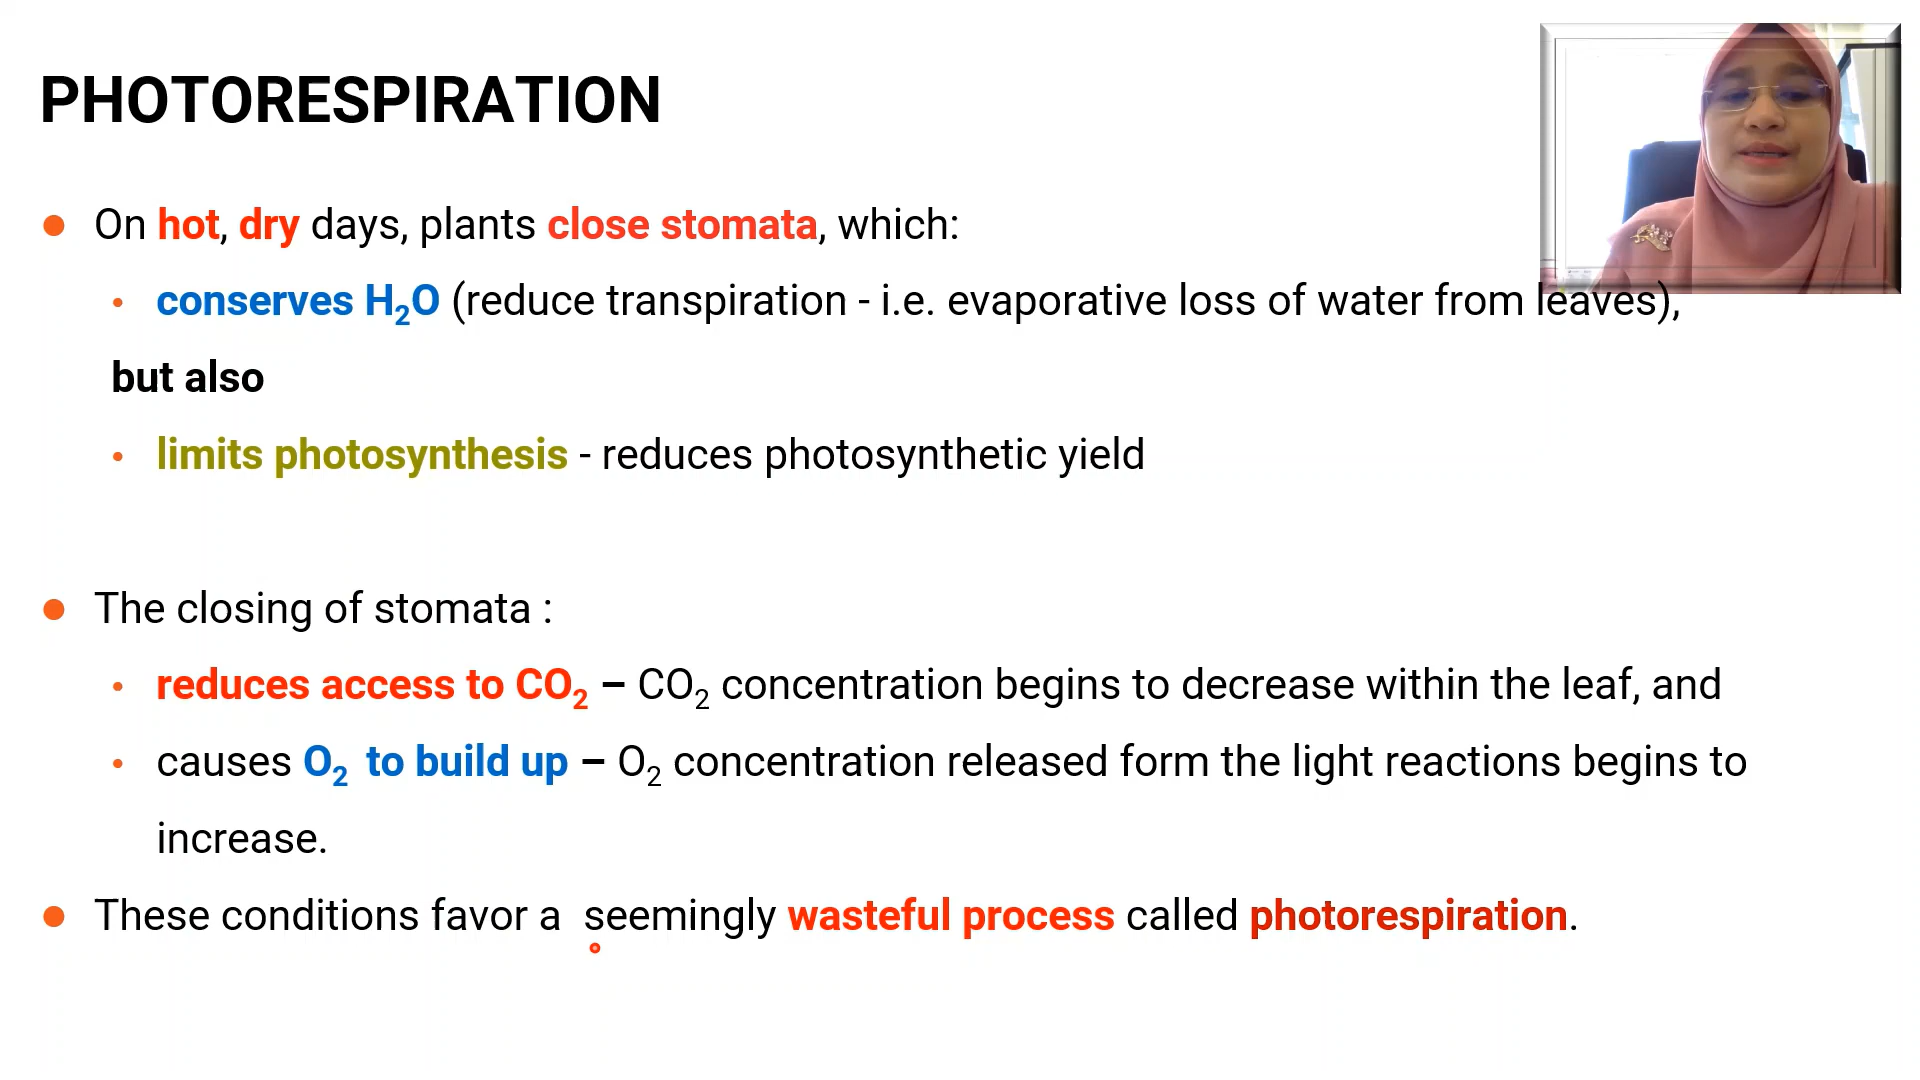 PHOTORESPIRATION
On hot, dry days, plants close stomata, which:
conserves H₂O (reduce transpiration - i.e. evaporative loss of water from leaves),
but also
limits photosynthesis - reduces photosynthetic yield
The closing of stomata :
reduces access to CO₂ – CO₂ concentration begins to decrease within the leaf, and
causes O₂ to build up – O₂ concentration released form the light reactions begins to
increase.
These conditions favor a seemingly wasteful process called photorespiration.